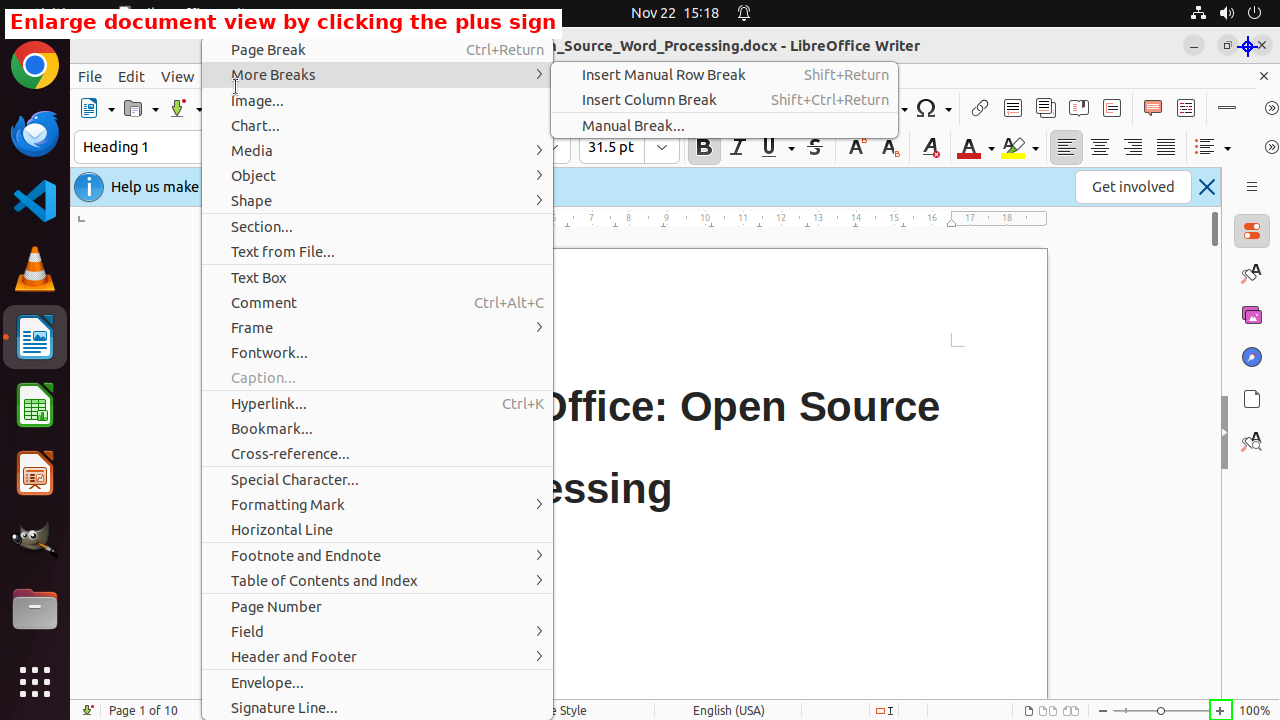 Enlarge document view by clicking the plus sign
Nov 22 15:18
n_Source_Word_Processing.docx - LibreOffice Writer
File Edit View
Page Break Ctrl+Return
More Breaks
Image...
Chart...
Media
Object
Shape
Section...
Text from File...
Text Box
Comment Ctrl+Alt+C
Frame
Fontwork...
Caption...
Hyperlink... Ctrl+K
Bookmark...
Cross-reference...
Special Character...
Formatting Mark
Horizontal Line
Footnote and Endnote
Table of Contents and Index
Page Number
Field
Header and Footer
Envelope...
Signature Line...
Insert Manual Row Break Shift+Return
Insert Column Break Shift+Ctrl+Return
Manual Break...
Heading 1
31.5 pt
Help us make
Get involved
7 8 9 10 11 12 13 14 15 16 17 18
Office: Open Source
essing
Page 1 of 10
e Style
English (USA)
100%